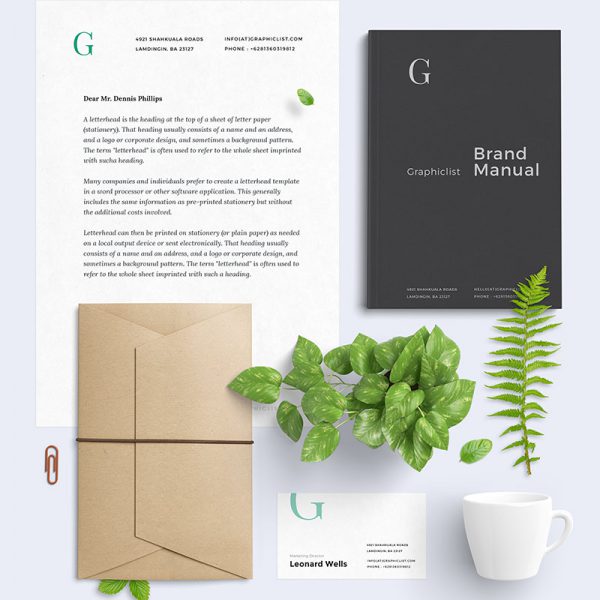 G
4921 SHAHKUALA ROADS
LAMDINGIN, BA 23127
INFO(AT)GRAPHICLIST.COM
PHONE : +6281360319812
Dear Mr. Dennis Phillips
A letterhead is the heading at the top of a sheet of letter paper
(stationery). That heading usually consists of a name and an address,
and a logo or corporate design, and sometimes a background pattern.
The term "letterhead" is often used to refer to the whole sheet imprinted
with sucha heading.
Many companies and individuals prefer to create a letterhead template
in a word processor or other software application. This generally
includes the same information as pre-printed stationery but without
the additional costs involved.
Letterhead can then be printed on stationery (or plain paper) as needed
on a local output device or sent electronically. That heading usually
consists of a name and an address, and a logo or corporate design, and
sometimes a background pattern. The term "letterhead" is often used to
refer to the whole sheet imprinted with such a heading.
G
Graphiclist
Brand
Manual
4921 SHAHKUALA ROADS
LAMDINGIN, BA 23127
PHONE :
G
Marketing Director
Leonard Wells
4921 SHAHKUALA ROADS
LAMDINGIN, BA 23127
INFO(AT)GRAPHICLIST.COM
PHONE : +6281360319812